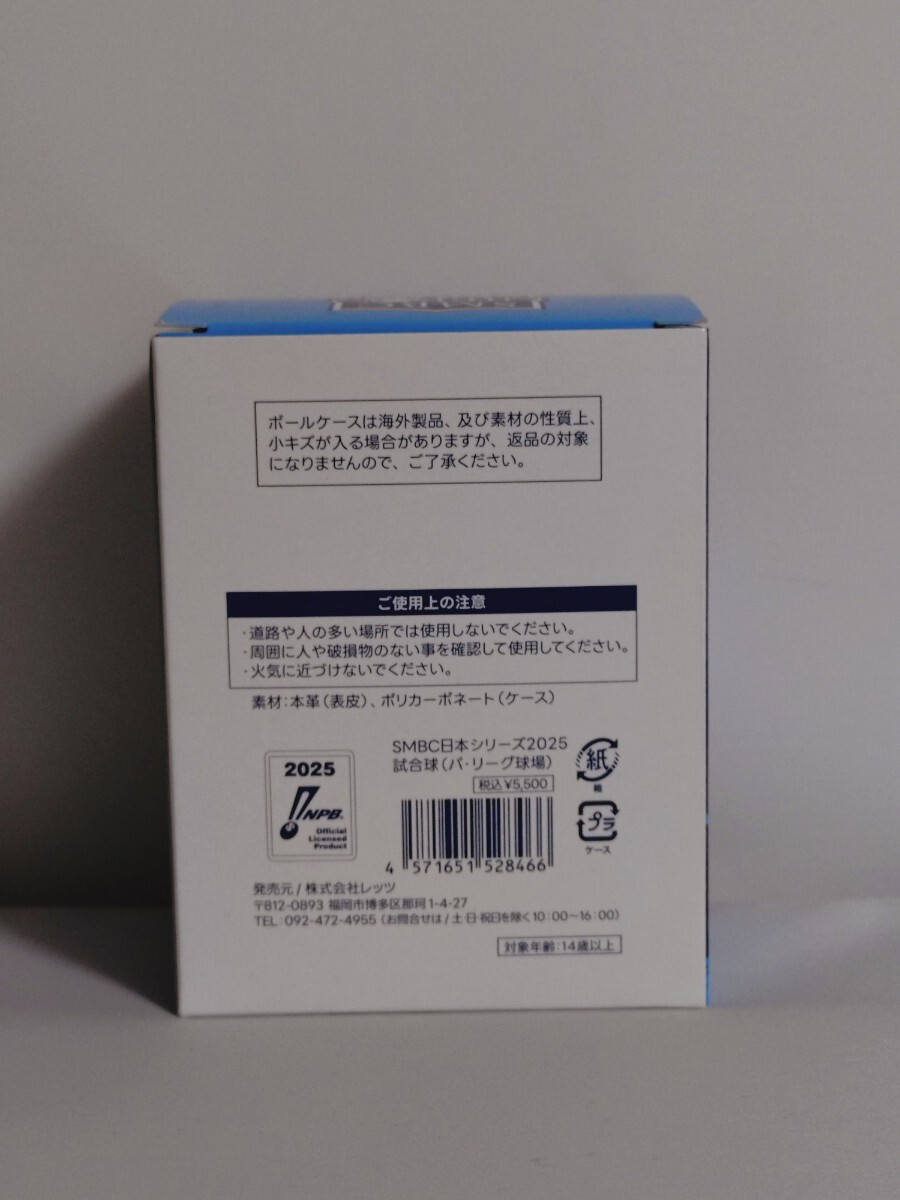 ボールケースは海外製品、及び素材の性質上、
小キズが入る場合がありますが、返品の対象
になりませんので、ご了承ください。
ご使用上の注意
・道路や人の多い場所では使用しないでください。
・周囲に人や破損物のない事を確認して使用してください。
・火気に近づけないでください。
素材：本革（表皮）、ポリカーボネート（ケース）
2025
NPB.
Official
Licensed
Product
SMBC日本シリーズ2025
試合球（パ・リーグ球場）
税込￥5,500
4 571651 528466
紙
箱
プラ
ケース
発売元/株式会社レッツ
〒812-0893 福岡市博多区那珂1-4-27
TEL:092-472-4955（お問合せは/土・日・祝日を除く10:00～16:00）
対象年齢：14歳以上